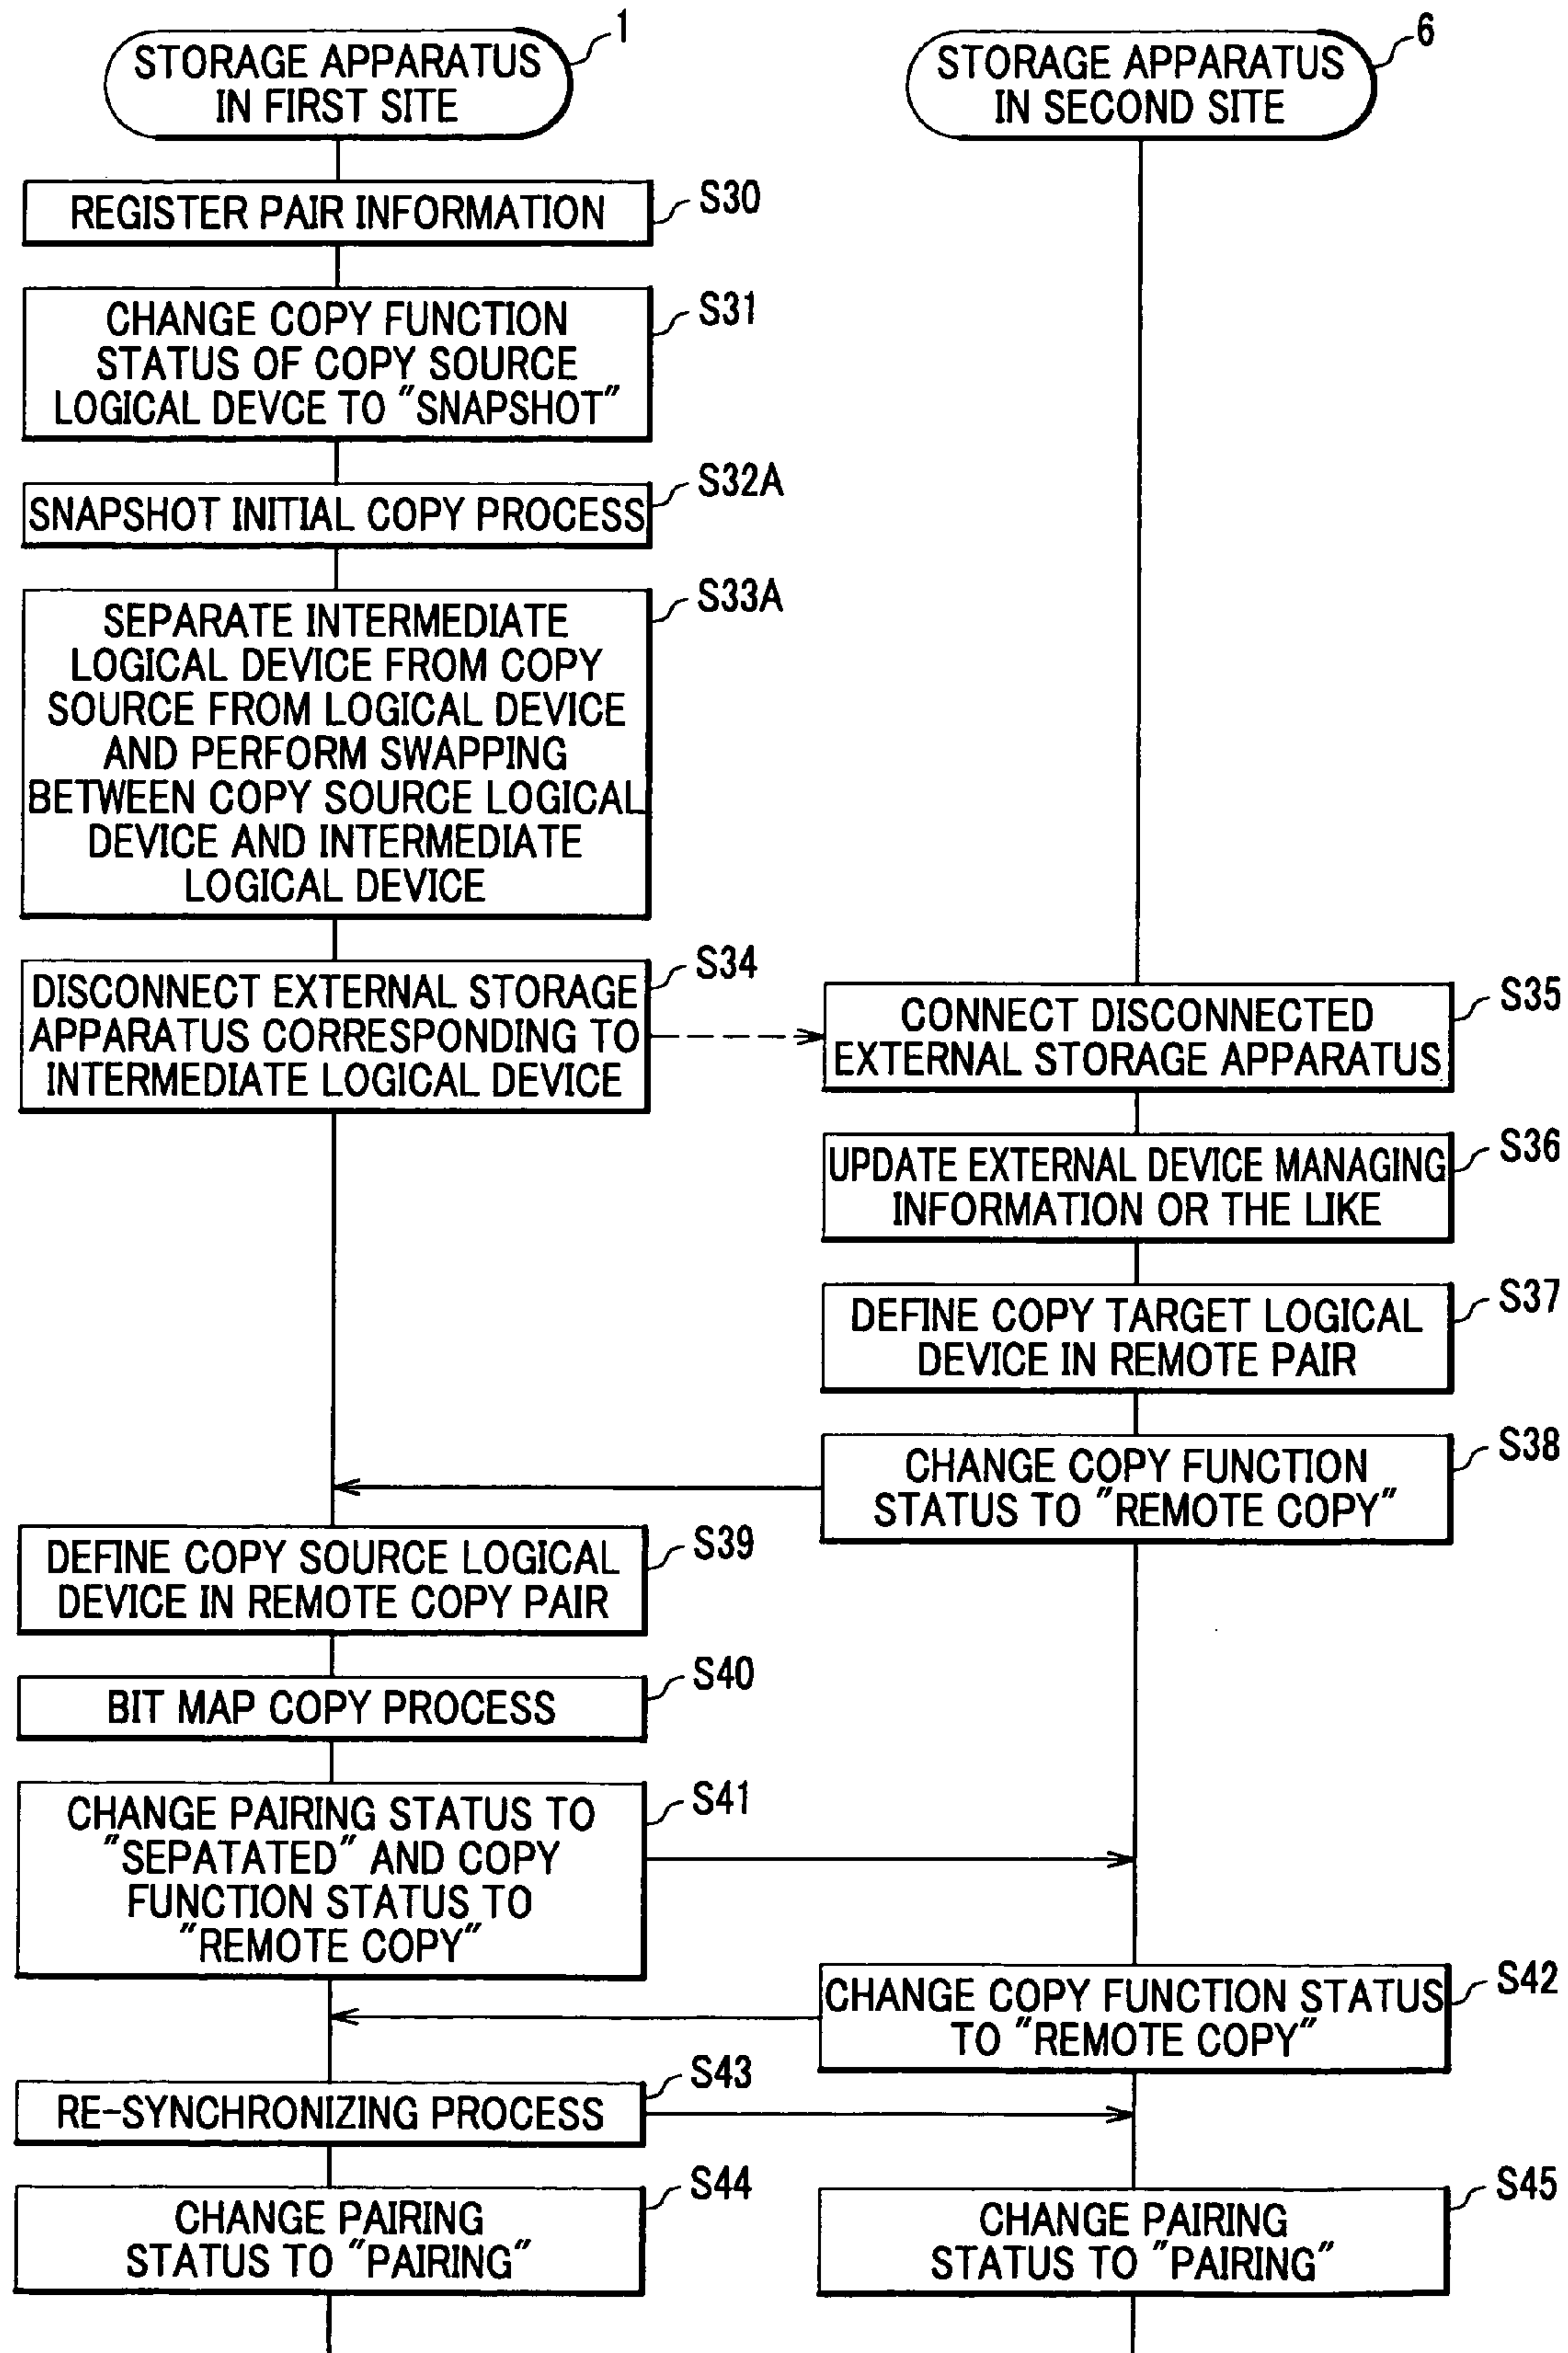 1
STORAGE APPARATUS
IN FIRST SITE
6
STORAGE APPARATUS
IN SECOND SITE
REGISTER PAIR INFORMATION
S30
CHANGE COPY FUNCTION
STATUS OF COPY SOURCE
LOGICAL DEVCE TO "SNAPSHOT"
S31
SNAPSHOT INITIAL COPY PROCESS
S32A
SEPARATE INTERMEDIATE
LOGICAL DEVICE FROM COPY
SOURCE FROM LOGICAL DEVICE
AND PERFORM SWAPPING
BETWEEN COPY SOURCE LOGICAL
DEVICE AND INTERMEDIATE
LOGICAL DEVICE
S33A
DISCONNECT EXTERNAL STORAGE
APPARATUS CORRESPONDING TO
INTERMEDIATE LOGICAL DEVICE
S34
CONNECT DISCONNECTED
EXTERNAL STORAGE APPARATUS
S35
UPDATE EXTERNAL DEVICE MANAGING
INFORMATION OR THE LIKE
S36
DEFINE COPY TARGET LOGICAL
DEVICE IN REMOTE PAIR
S37
CHANGE COPY FUNCTION
STATUS TO "REMOTE COPY"
S38
DEFINE COPY SOURCE LOGICAL
DEVICE IN REMOTE COPY PAIR
S39
BIT MAP COPY PROCESS
S40
CHANGE PAIRING STATUS TO
"SEPATATED" AND COPY
FUNCTION STATUS TO
"REMOTE COPY"
S41
CHANGE COPY FUNCTION STATUS
TO "REMOTE COPY"
S42
RE-SYNCHRONIZING PROCESS
S43
CHANGE PAIRING
STATUS TO "PAIRING"
S44
CHANGE PAIRING
STATUS TO "PAIRING"
S45